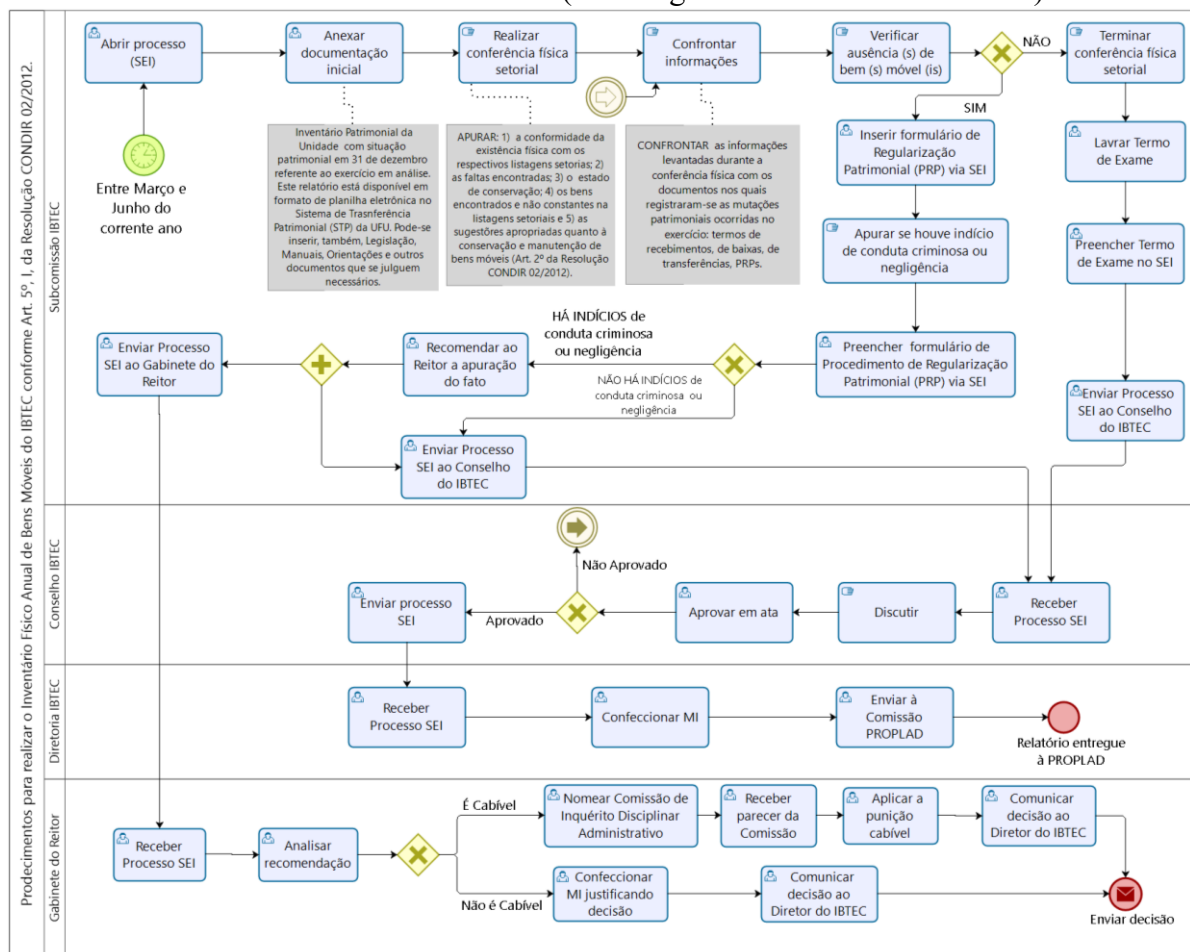 Prodecimentos para realizar o Inventário Físico Anual de Bens Móveis do IBTEC conforme Art. 5º, I, da Resolução CONDIR 02/2012.
Subcomissão IBTEC
Abrir processo
(SEI)
Anexar
documentação
inicial
Realizar
conferência física
setorial
Confrontar
informações
Verificar
ausência (s) de
bem (s) móvel (is)
NÃO
Terminar
conferência física
setorial
SIM
Entre Março e
Junho do
corrente ano
Inventário Patrimonial da
Unidade com situação
patrimonial em 31 de dezembro
referente ao exercício em análise.
Este relatório está disponível em
formato de planilha eletrônica no
Sistema de Trasnferência
Patrimonial (STP) da UFU. Pode-se
inserir, também, Legislação,
Manuais, Orientações e outros
documentos que se julguem
necessários.
APURAR: 1) a conformidade da
existência física com os
respectivos listagens setorias; 2)
as faltas encontradas; 3) o estado
de conservação; 4) os bens
encontrados e não constantes na
listagens setoriais e 5) as
sugestões apropriadas quanto à
conservação e manutenção de
bens móveis (Art. 2º da Resolução
CONDIR 02/2012).
CONFRONTAR as informações
levantadas durante a
conferência física com os
documentos nos quais
registraram-se as mutações
patrimoniais ocorridas no
exercício: termos de
recebimentos, de baixas, de
transferências, PRPs.
Inserir formulário de
Regularização
Patrimonial (PRP) via SEI
Lavrar Termo
de Exame
Apurar se houve indício
de conduta criminosa ou
negligência
Preencher Termo
de Exame no SEI
Enviar Processo
SEI ao Gabinete do
Reitor
Recomendar ao
Reitor a apuração
do fato
HÁ INDÍCIOS de
conduta criminosa
ou negligência
Preencher formulário de
Procedimento de Regularização
Patrimonial (PRP) via SEI
NÃO HÁ INDÍCIOS de
conduta criminosa ou
negligência
Enviar Processo
SEI ao Conselho
do IBTEC
Enviar Processo
SEI ao Conselho
do IBTEC
Conselho IBTEC
Não Aprovado
Enviar processo
SEI
Aprovado
Aprovar em ata
Discutir
Receber
Processo SEI
Diretoria IBTEC
Receber
Processo SEI
Confeccionar MI
Enviar à
Comissão
PROPLAD
Relatório entregue
à PROPLAD
Gabinete do Reitor
Receber
Processo SEI
Analisar
recomendação
É Cabível
Nomear Comissão de
Inquérito Disciplinar
Administrativo
Receber
parecer da
Comissão
Aplicar a
punição
cabível
Comunicar
decisão ao
Diretor do IBTEC
Não é Cabível
Confeccionar
MI justificando
decisão
Comunicar
decisão ao
Diretor do IBTEC
Enviar decisão